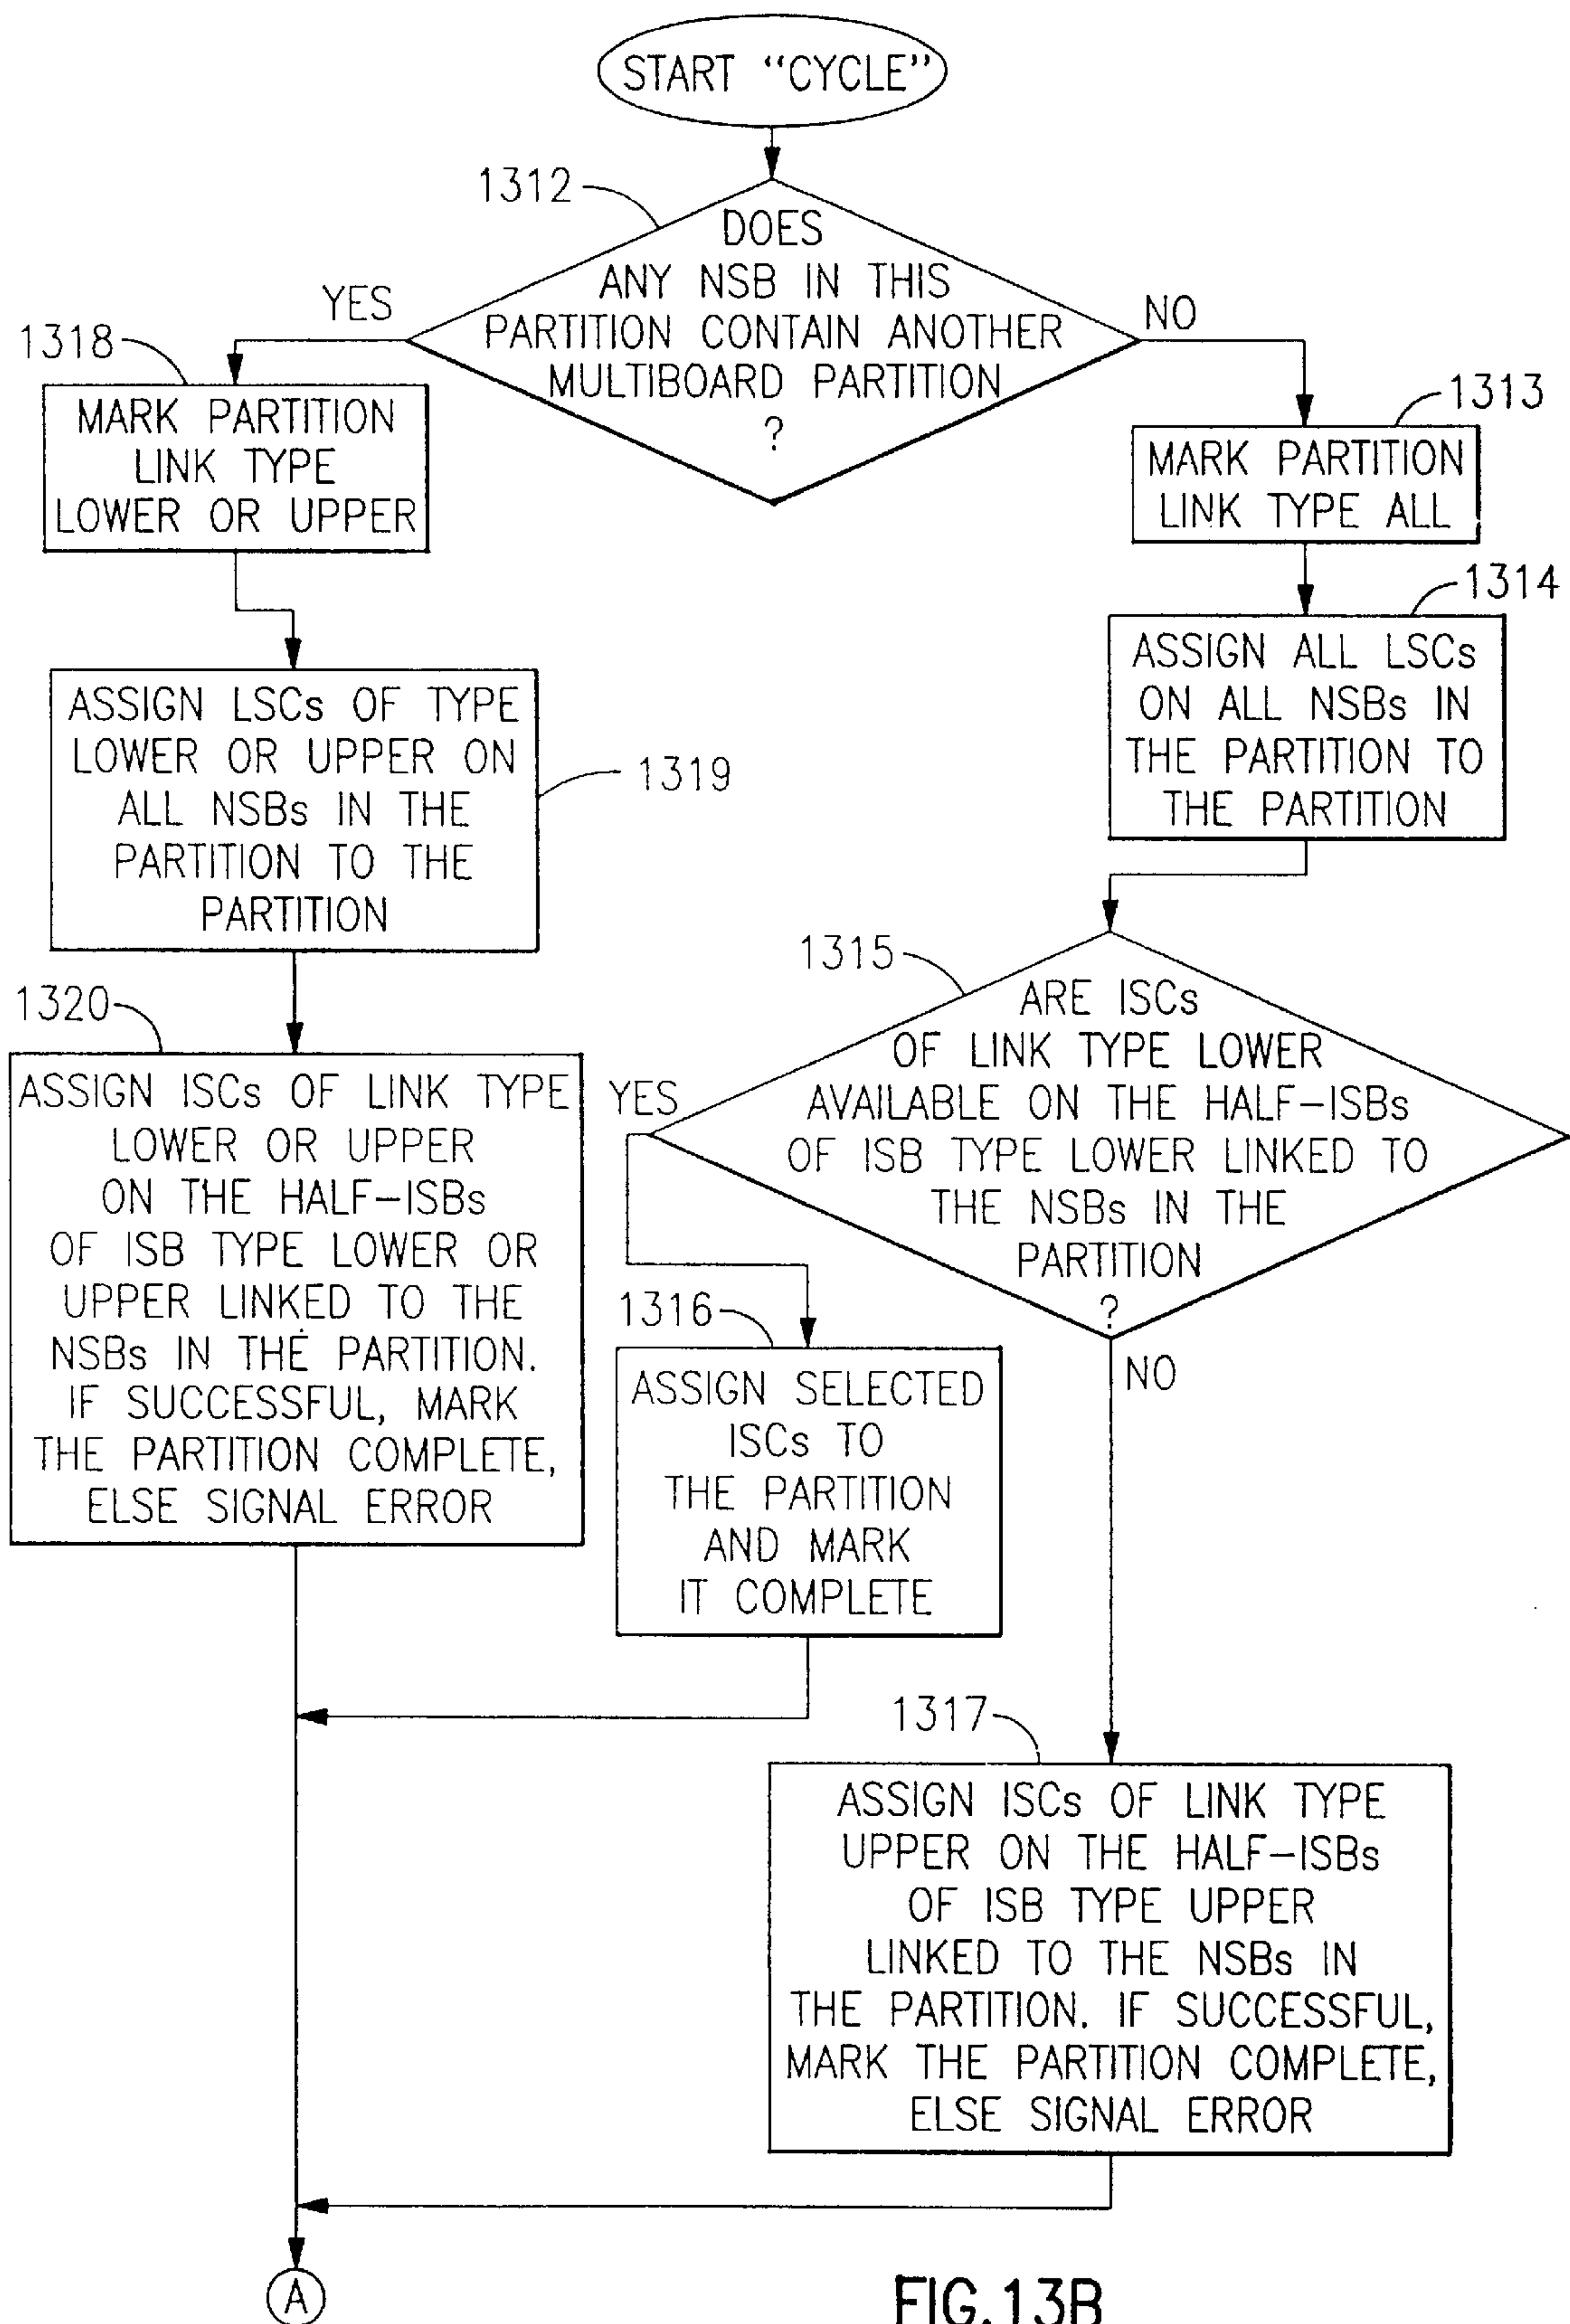 START “CYCLE”
1312
DOES
ANY NSB IN THIS
PARTITION CONTAIN ANOTHER
MULTIBOARD PARTITION
?
YES
NO
1318
MARK PARTITION
LINK TYPE
LOWER OR UPPER
1313
MARK PARTITION
LINK TYPE ALL
1314
ASSIGN ALL LSCs
ON ALL NSBs IN
THE PARTITION TO
THE PARTITION
ASSIGN LSCs OF TYPE
LOWER OR UPPER ON
ALL NSBs IN THE
PARTITION TO THE
PARTITION
1319
1315
ARE ISCs
OF LINK TYPE LOWER
AVAILABLE ON THE HALF-ISBs
OF ISB TYPE LOWER LINKED TO
THE NSBs IN THE
PARTITION
?
YES
NO
1320
ASSIGN ISCs OF LINK TYPE
LOWER OR UPPER
ON THE HALF-ISBs
OF ISB TYPE LOWER OR
UPPER LINKED TO THE
NSBs IN THE PARTITION.
IF SUCCESSFUL, MARK
THE PARTITION COMPLETE,
ELSE SIGNAL ERROR
1316
ASSIGN SELECTED
ISCs TO
THE PARTITION
AND MARK
IT COMPLETE
1317
ASSIGN ISCs OF LINK TYPE
UPPER ON THE HALF-ISBs
OF ISB TYPE UPPER
LINKED TO THE NSBs IN
THE PARTITION. IF SUCCESSFUL,
MARK THE PARTITION COMPLETE,
ELSE SIGNAL ERROR
A
FIG.13B